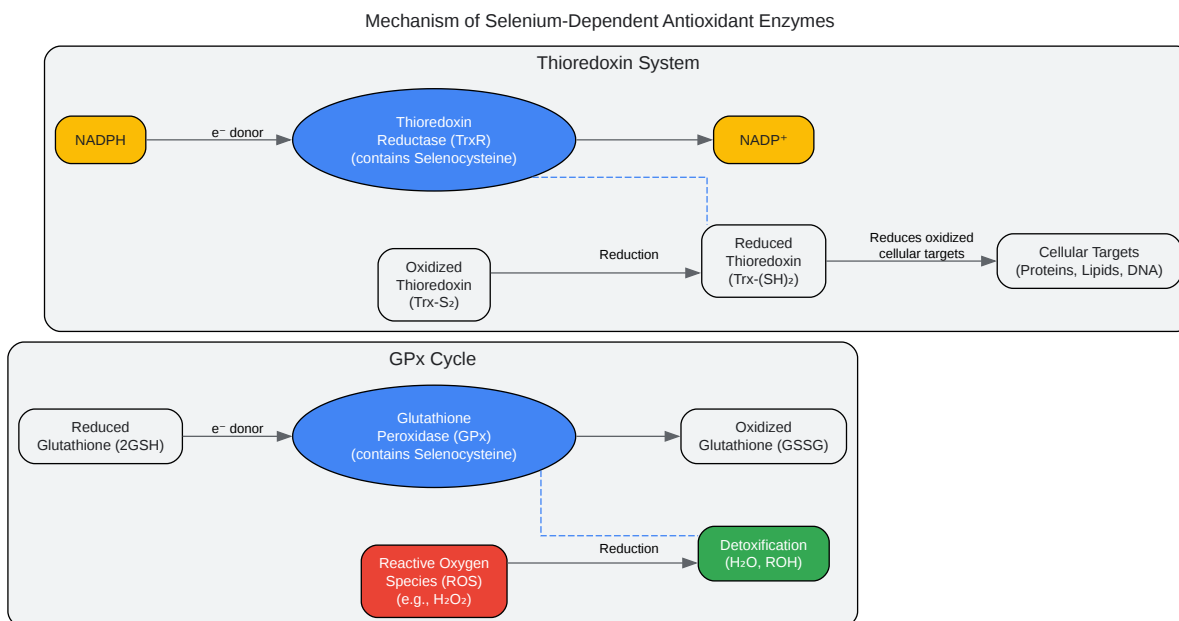 Mechanism of Selenium-Dependent Antioxidant Enzymes
Thioredoxin System
NADPH
e⁻ donor
Thioredoxin
Reductase (TrxR)
(contains Selenocysteine)
NADP⁺
Oxidized
Thioredoxin
(Trx-S₂)
Reduction
Reduced
Thioredoxin
(Trx-(SH)₂)
Reduces oxidized
cellular targets
Cellular Targets
(Proteins, Lipids, DNA)
GPx Cycle
Reduced
Glutathione (2GSH)
e⁻ donor
Glutathione
Peroxidase (GPx)
(contains Selenocysteine)
Oxidized
Glutathione (GSSG)
Reactive Oxygen
Species (ROS)
(e.g., H₂O₂)
Reduction
Detoxification
(H₂O, ROH)